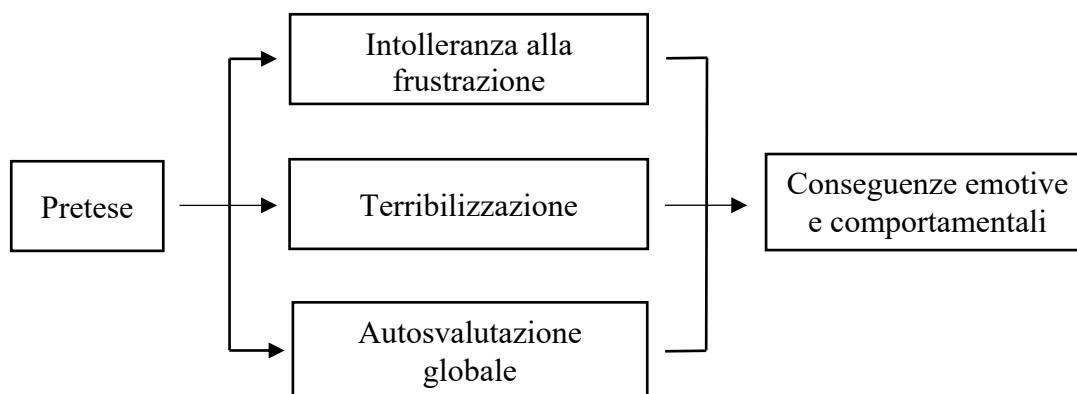 Intolleranza alla
frustrazione
Pretese
Terribilizzazione
Conseguenze emotive
e comportamentali
Autosvalutazione
globale